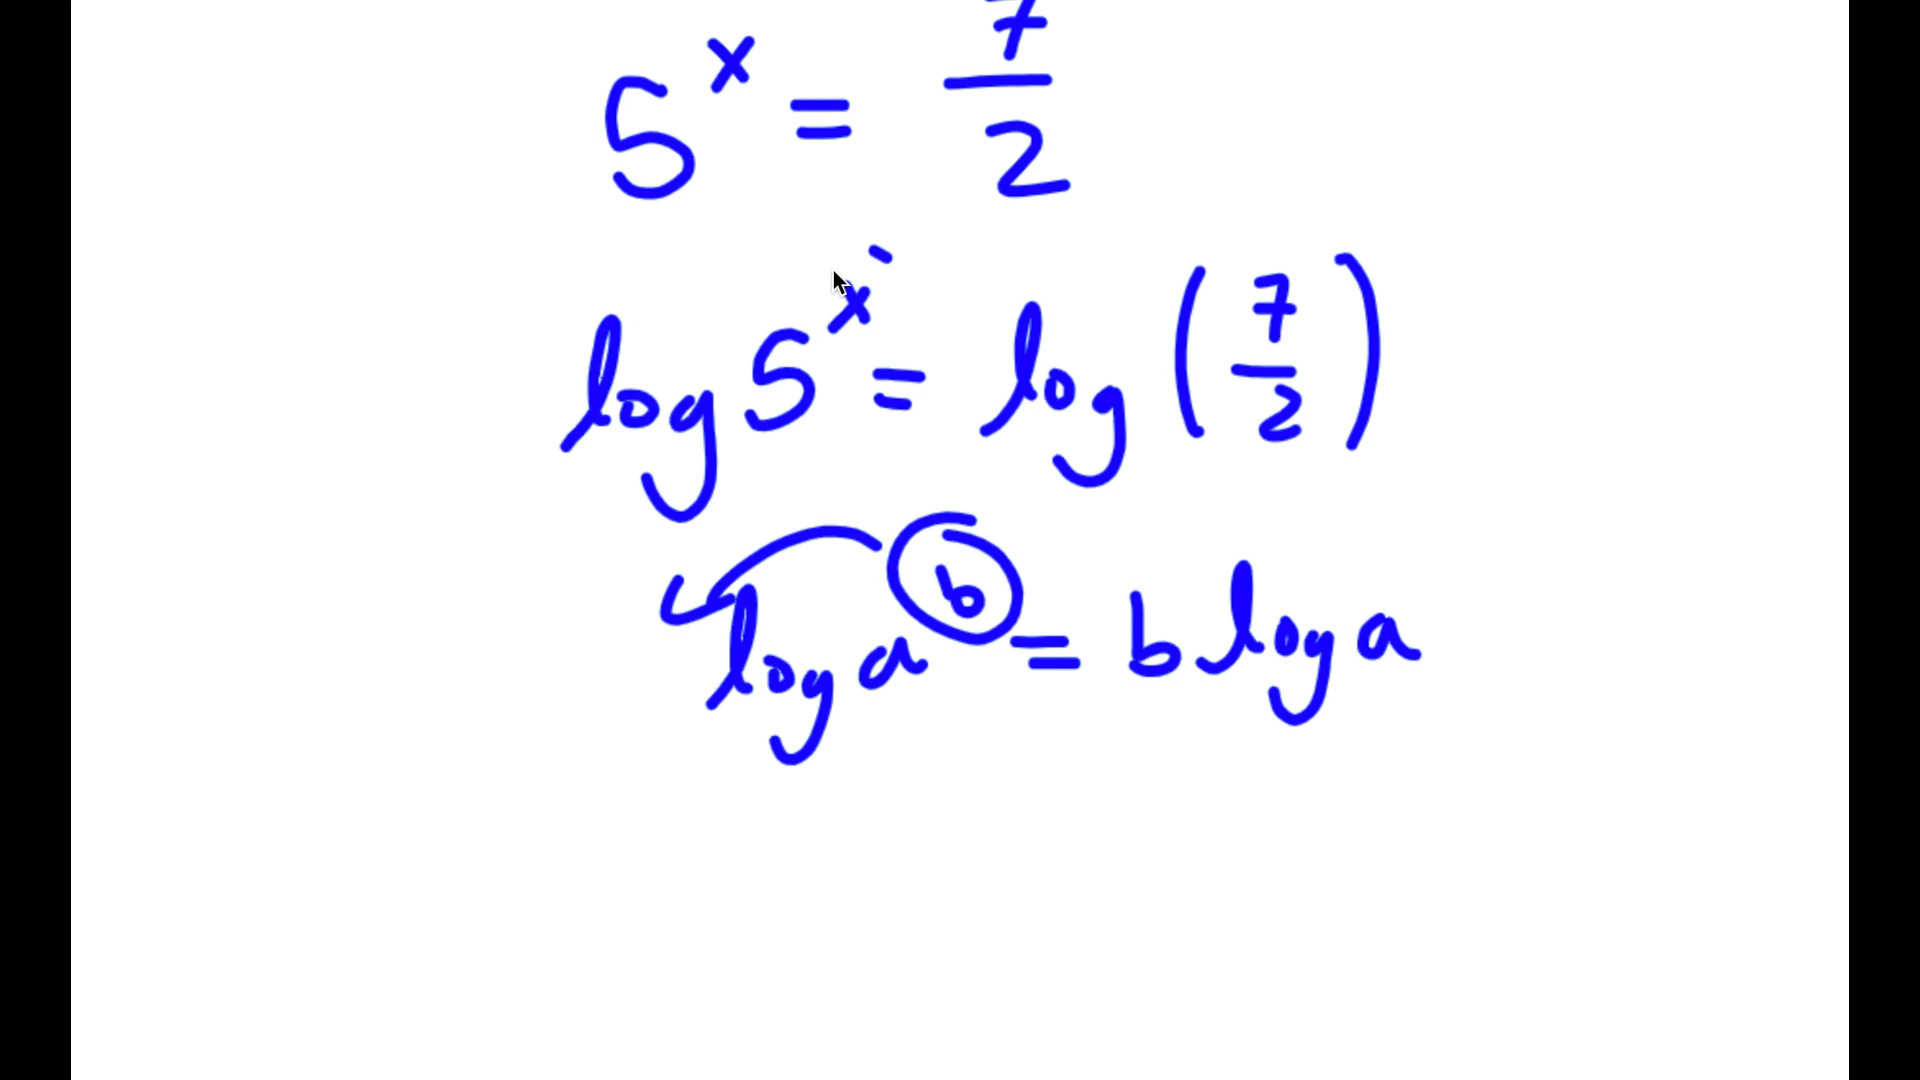 5^x = 7/2
log 5^x = log (7/2)
log a^b = b log a